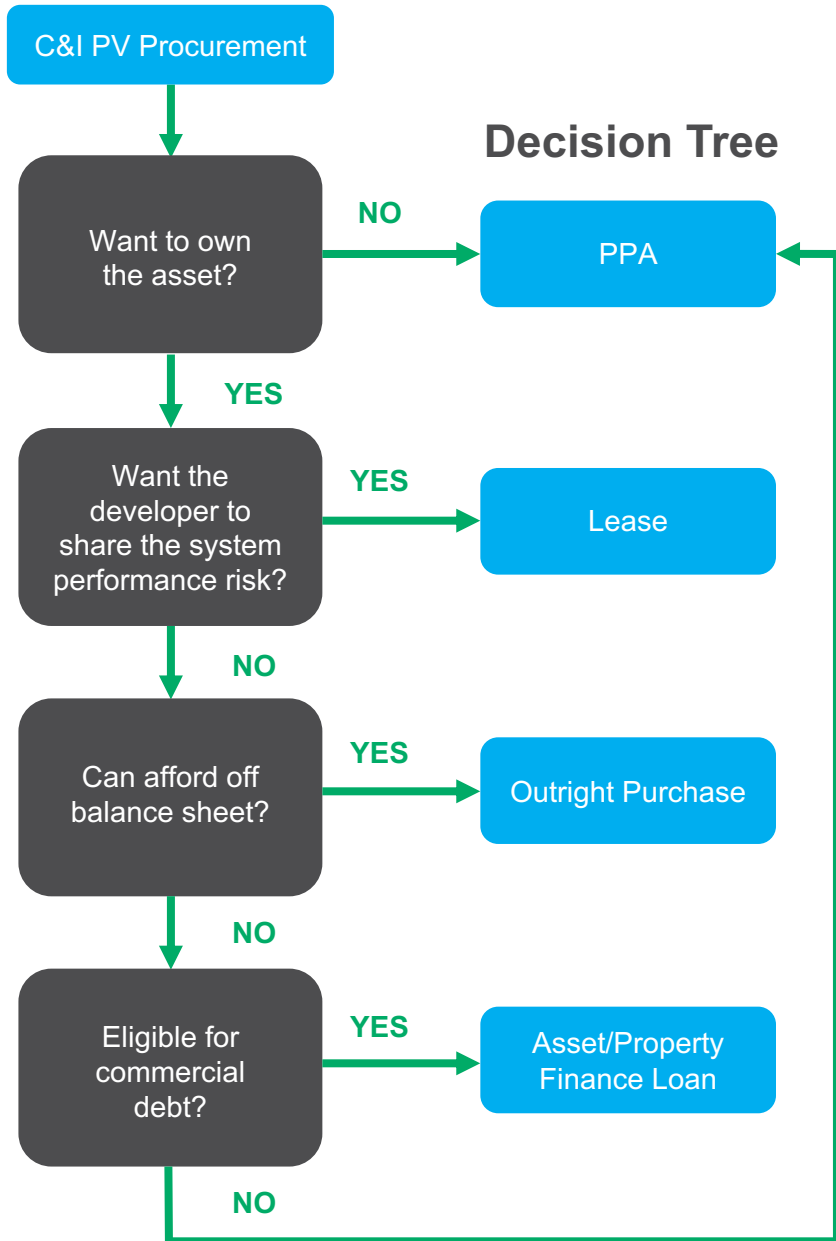 C&I PV Procurement
Decision Tree
Want to own
the asset?
NO
PPA
YES
Want the
developer to
share the system
performance risk?
YES
Lease
NO
Can afford off
balance sheet?
YES
Outright Purchase
NO
Eligible for
commercial
debt?
YES
Asset/Property
Finance Loan
NO